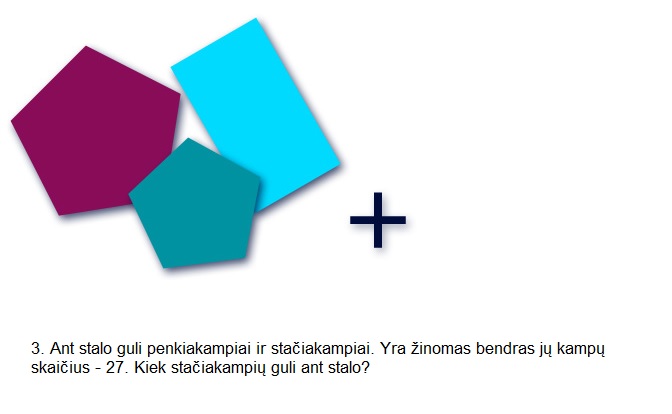 3. Ant stalo guli penkiakampiai ir stačiakampiai. Yra žinomas bendras jų kampų
skaičius - 27. Kiek stačiakampių guli ant stalo?